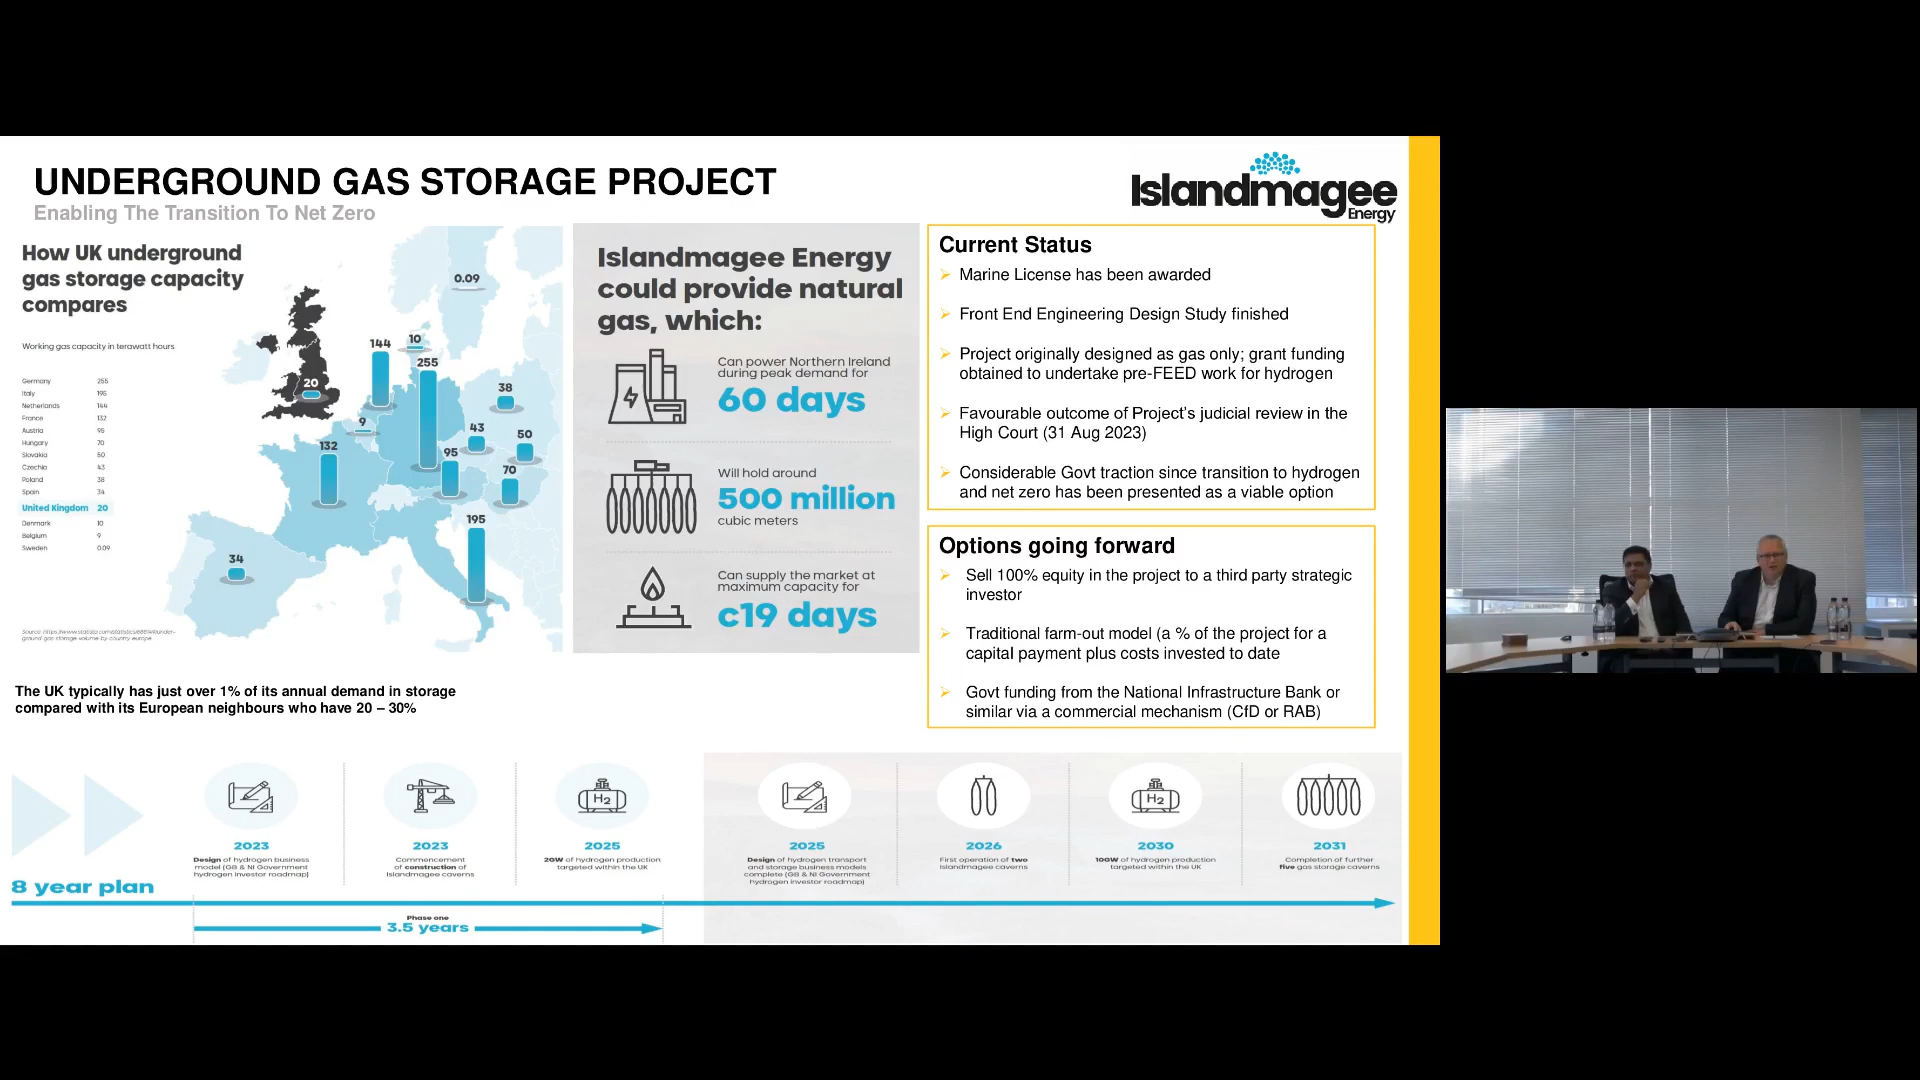 UNDERGROUND GAS STORAGE PROJECT
Enabling The Transition To Net Zero
Islandmagee
Energy
How UK underground
gas storage capacity
compares
Working gas capacity in terawatt hours
Germany 255
Italy 195
Netherlands 144
France 132
Austria 95
Hungary 70
Slovakia 50
Czechia 43
Poland 38
Spain 34
United Kingdom 20
Denmark 10
Belgium 9
Sweden 0.09
0.09
144
10
255
20
38
9
43
50
132
95
70
195
34
The UK typically has just over 1% of its annual demand in storage
compared with its European neighbours who have 20 – 30%
Islandmagee Energy
could provide natural
gas, which:
Can power Northern Ireland
during peak demand for
60 days
Will hold around
500 million
cubic meters
Can supply the market at
maximum capacity for
c19 days
Current Status
Marine License has been awarded
Front End Engineering Design Study finished
Project originally designed as gas only; grant funding
obtained to undertake pre-FEED work for hydrogen
Favourable outcome of Project's judicial review in the
High Court (31 Aug 2023)
Considerable Govt traction since transition to hydrogen
and net zero has been presented as a viable option
Options going forward
Sell 100% equity in the project to a third party strategic
investor
Traditional farm-out model (a % of the project for a
capital payment plus costs invested to date
Govt funding from the National Infrastructure Bank or
similar via a commercial mechanism (CfD or RAB)
8 year plan
2023
Design of hydrogen business
model (GB & NI Government
hydrogen investor roadmap)
2023
Commencement
of construction of
Islandmagee caverns
H2
2025
2GW of hydrogen production
targeted within the UK
2025
Design of hydrogen transport
and storage business models
complete (GB & NI Government
hydrogen investor roadmap)
2026
First operation of two
Islandmagee caverns
H2
2030
10GW of hydrogen production
targeted within the UK
2031
Completion of further
five gas storage caverns
Phase one
3.5 years